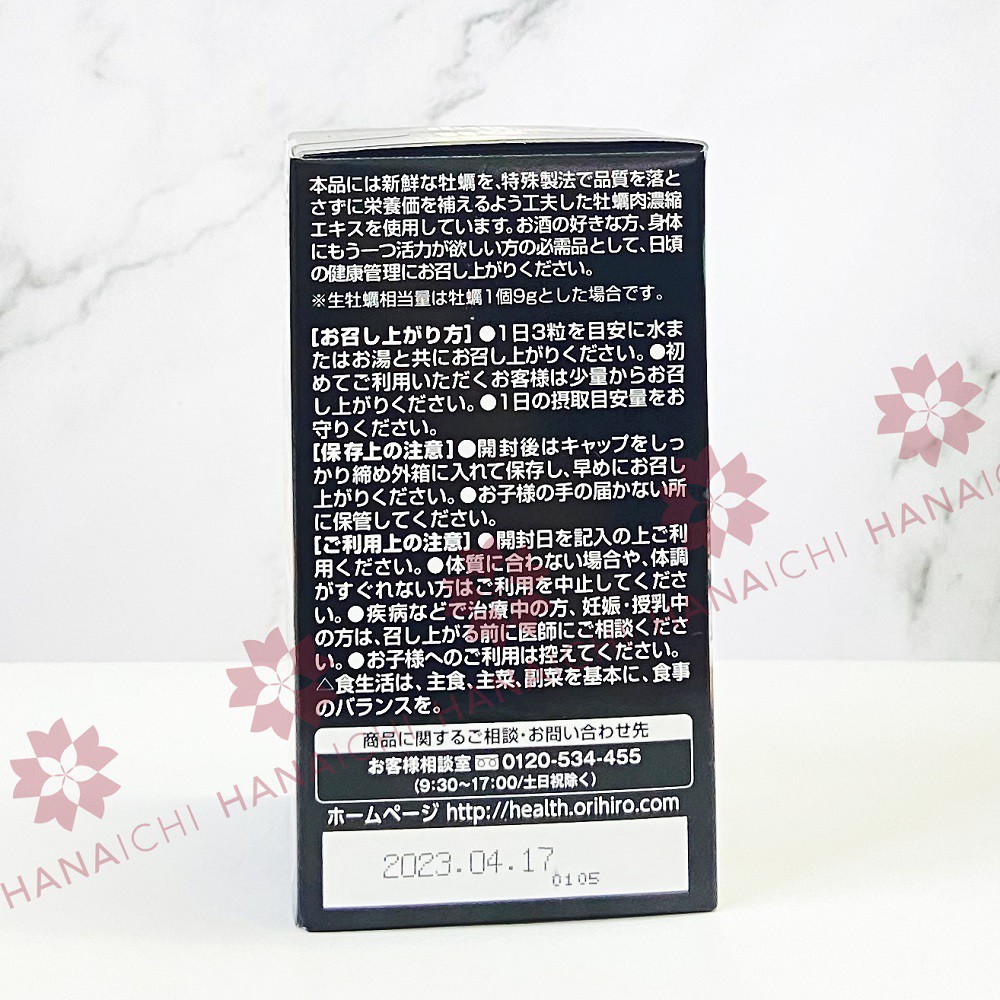 本品には新鮮な牡蠣を、特殊製法で品質を落と
さずに栄養価を補えるよう工夫した牡蠣肉濃縮
エキスを使用しています。お酒の好きな方、身体
にもう一つ活力が欲しい方の必需品として、日頃
の健康管理にお召し上がりください。
※生牡蠣相当量は牡蠣1個9gとした場合です。
[お召し上がり方]●1日3粒を目安に水ま
たはお湯と共にお召し上がりください。●初
めてご利用いただくお客様は少量からお召
し上がりください。●1日の摂取目安量をお
守りください。
[保存上の注意]●開封後はキャップをしっ
かり締め外箱に入れて保存し、早めにお召し
上がりください。●お子様の手の届かない所
に保管してください。
[ご利用上の注意]●開封日を記入の上ご利
用ください。●体質に合わない場合や、体調
がすぐれない方はご利用を中止してくださ
い。●疾病などで治療中の方、妊娠・授乳中
の方は、召し上がる前に医師にご相談くださ
い。●お子様へのご利用は控えてください。
△食生活は、主食、主菜、副菜を基本に、食事
のバランスを。
商品に関するご相談・お問い合わせ先
お客様相談室 0120-534-455
(9:30〜17:00/土日祝除く)
ホームページ http://health.orihiro.com
2023.04.17
0105
HANAICHI HANAICHI HANAICHI HANAICHI HANAICHI